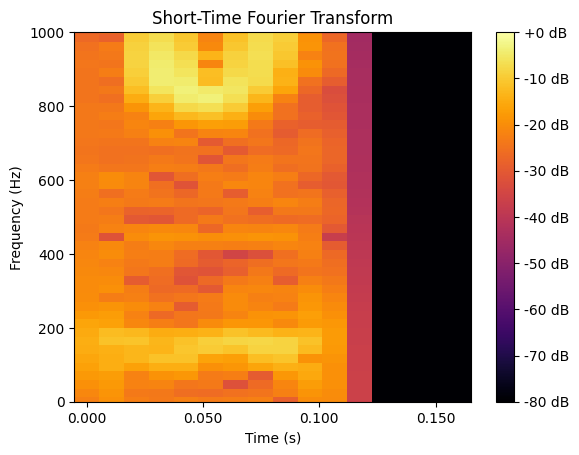 Short-Time Fourier Transform
1000
800
600
400
200
0
Frequency (Hz)
0.000
0.050
0.100
0.150
Time (s)
+0 dB
-10 dB
-20 dB
-30 dB
-40 dB
-50 dB
-60 dB
-70 dB
-80 dB